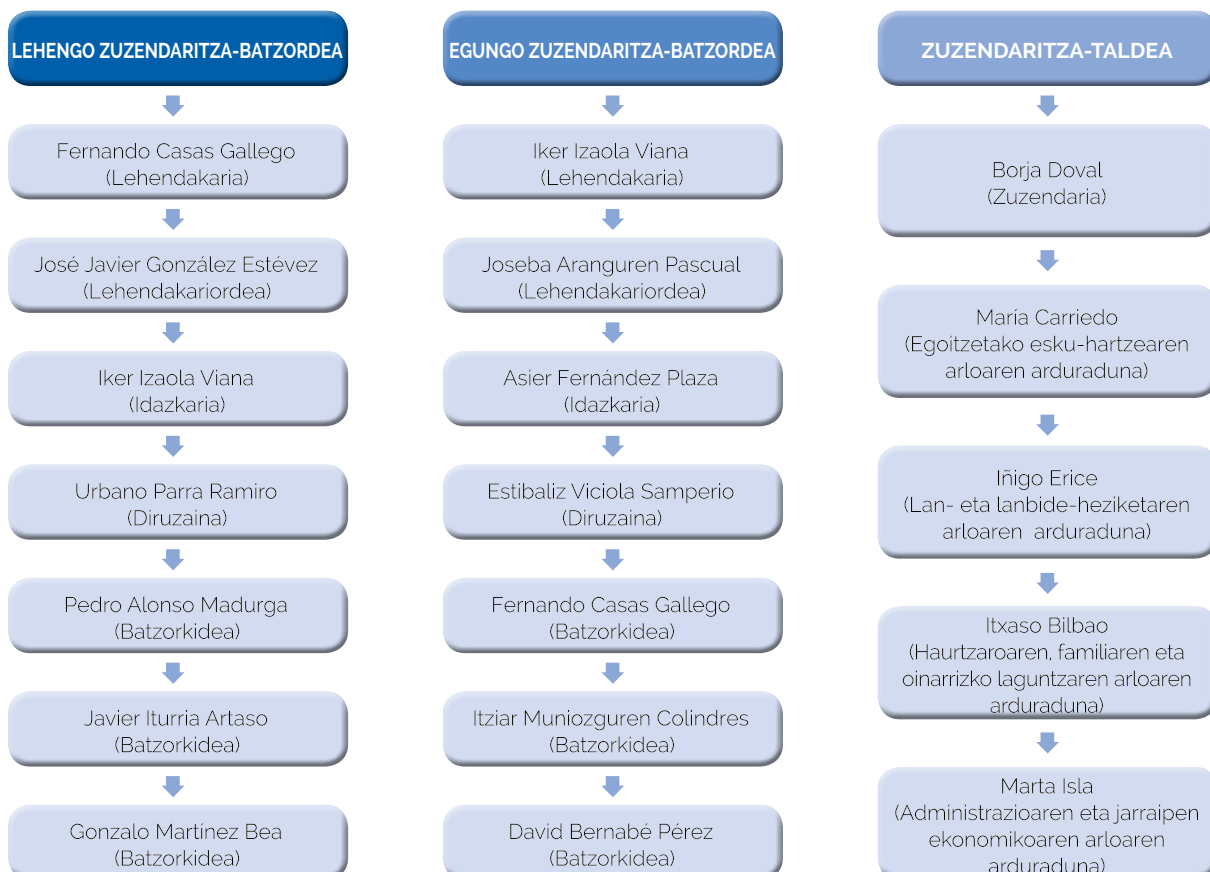 LEHENGO ZUZENDARITZA-BATZORDEA
Fernando Casas Gallego
(Lehendakaria)
José Javier González Estévez
(Lehendakariordea)
Iker Izaola Viana
(Idazkaria)
Urbano Parra Ramiro
(Diruzaina)
Pedro Alonso Madurga
(Batzorkidea)
Javier Iturria Artaso
(Batzorkidea)
Gonzalo Martínez Bea
(Batzorkidea)
EGUNGO ZUZENDARITZA-BATZORDEA
Iker Izaola Viana
(Lehendakaria)
Joseba Aranguren Pascual
(Lehendakariordea)
Asier Fernández Plaza
(Idazkaria)
Estibaliz Viciola Samperio
(Diruzaina)
Fernando Casas Gallego
(Batzorkidea)
Itziar Muniozguren Colindres
(Batzorkidea)
David Bernabé Pérez
(Batzorkidea)
ZUZENDARITZA-TALDEA
Borja Doval
(Zuzendaria)
María Carriedo
(Egoitzetako esku-hartzearen
arloaren arduraduna)
Iñigo Erice
(Lan- eta lanbide-heziketaren
arloaren arduraduna)
Itxaso Bilbao
(Haurtzaroaren, familiaren eta
oinarrizko laguntzaren arloaren
arduraduna)
Marta Isla
(Administrazioaren eta jarraipen
ekonomikoaren arloaren
arduraduna)